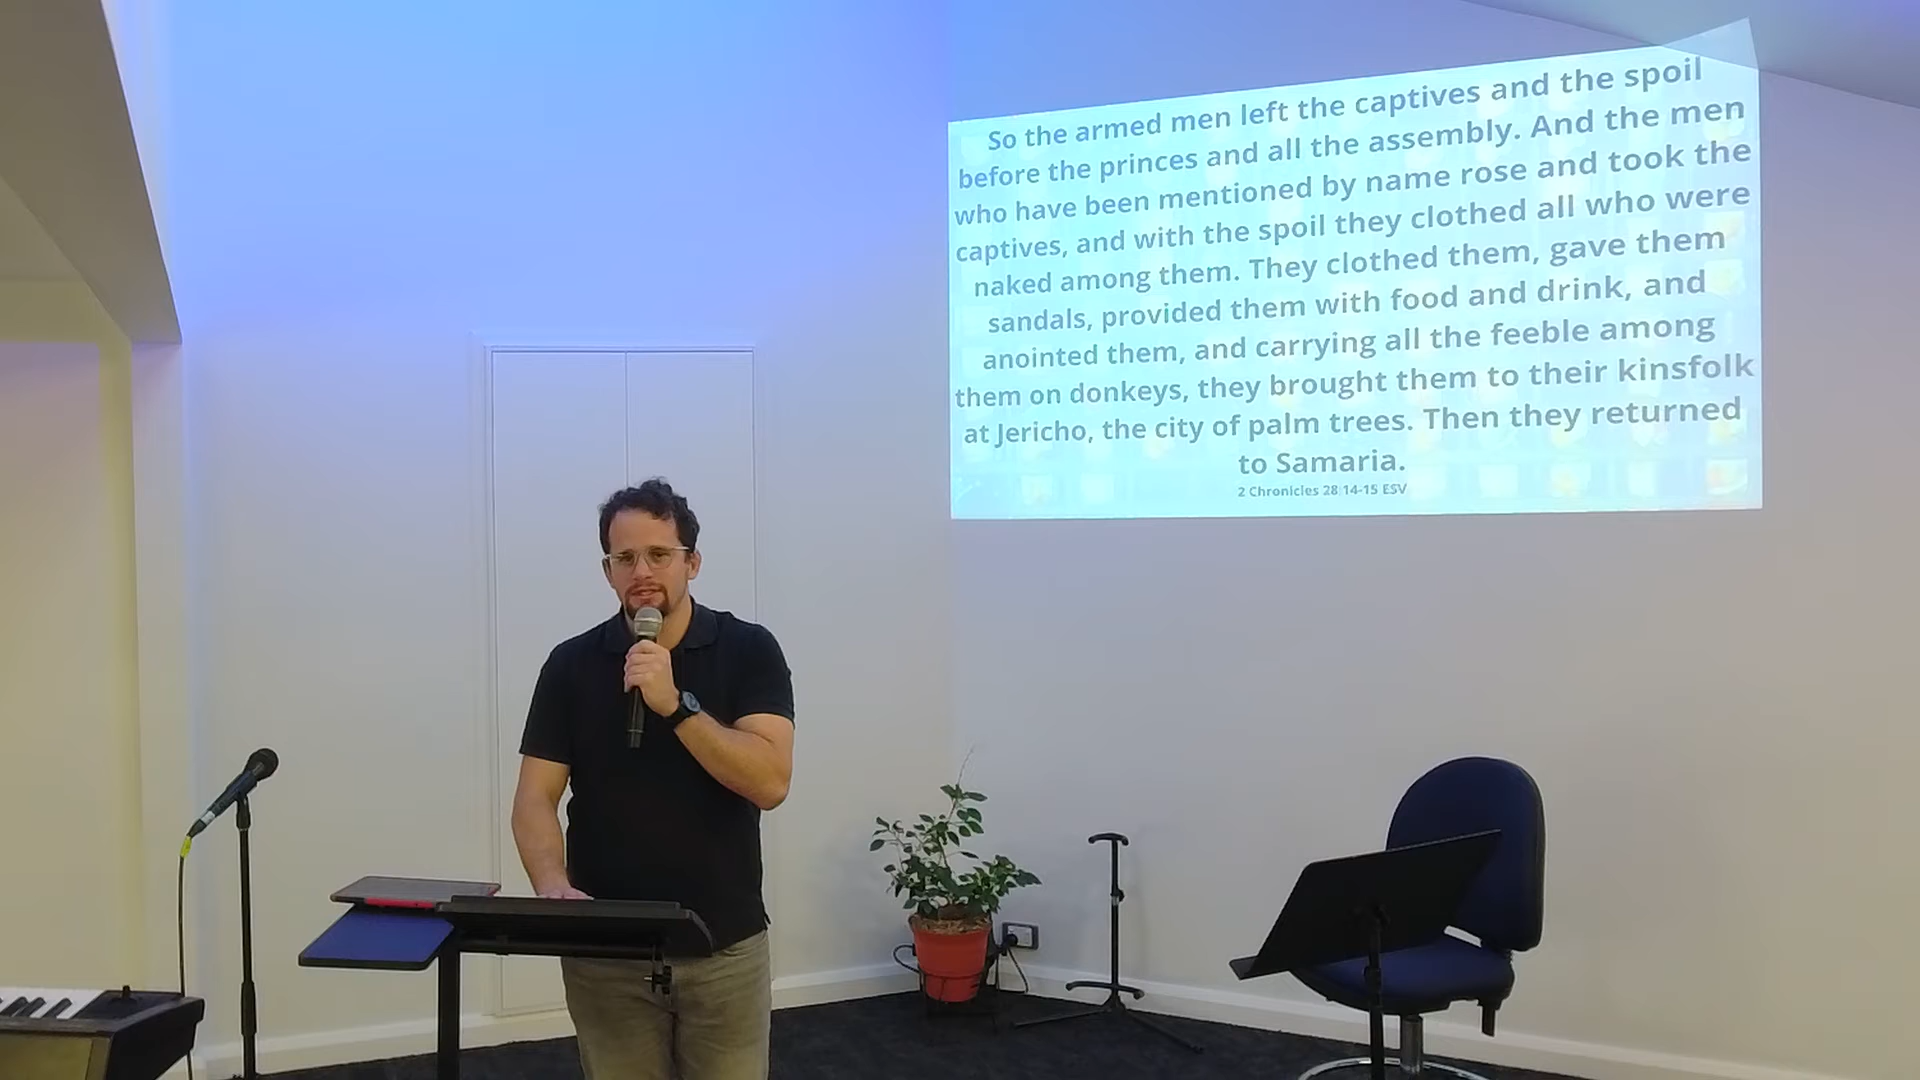 So the armed men left the captives and the spoil
before the princes and all the assembly. And the men
who have been mentioned by name rose and took the
captives, and with the spoil they clothed all who were
naked among them. They clothed them, gave them
sandals, provided them with food and drink, and
anointed them, and carrying all the feeble among
them on donkeys, they brought them to their kinsfolk
at Jericho, the city of palm trees. Then they returned
to Samaria.
2 Chronicles 28:14-15 ESV